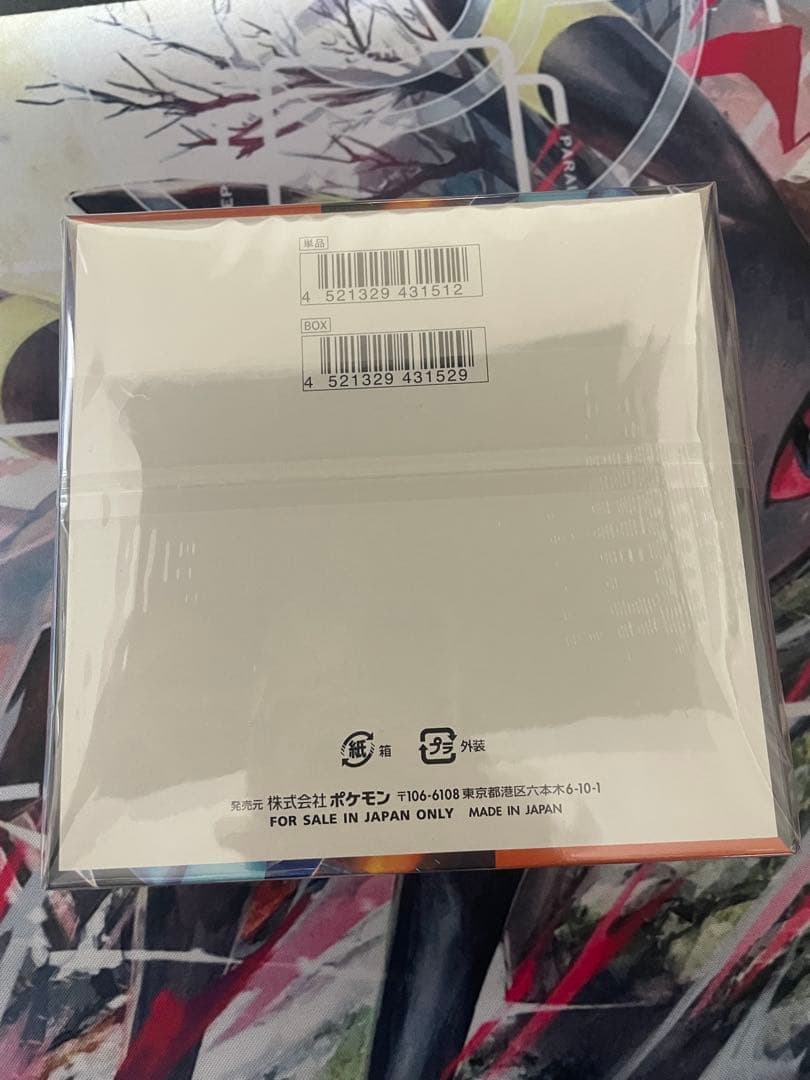 単品
4 521329 431512
BOX
4 521329 431529
紙 箱 プラ 外装
発売元 株式会社 ポケモン 〒106-6108 東京都港区六本木6-10-1
FOR SALE IN JAPAN ONLY MADE IN JAPAN